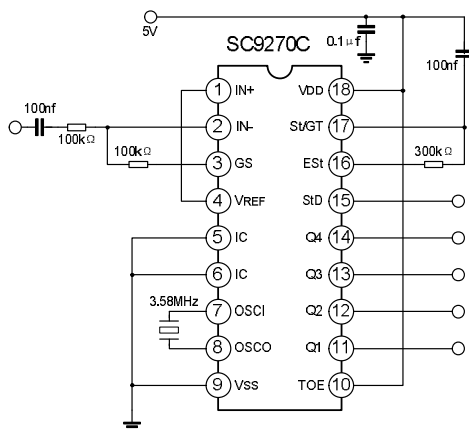 5V
SC9270C
0.1μf
100nf
1 IN+ VDD 18
100nf
100kΩ
2 IN- St/GT 17
100kΩ
3 GS ESt 16
300kΩ
4 VREF StD 15
5 IC Q4 14
6 IC Q3 13
3.58MHz
7 OSCI Q2 12
8 OSCO Q1 11
9 VSS TOE 10